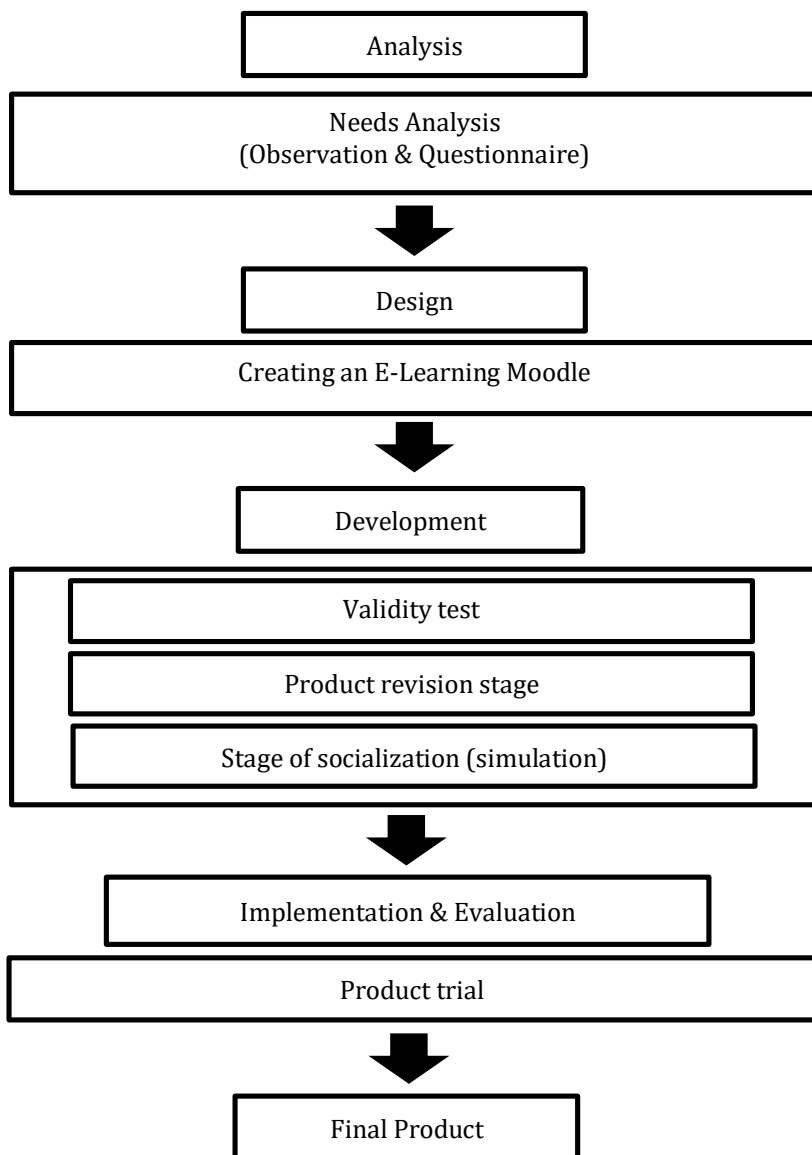 Analysis
Needs Analysis
(Observation & Questionnaire)
Design
Creating an E-Learning Moodle
Development
Validity test
Product revision stage
Stage of socialization (simulation)
Implementation & Evaluation
Product trial
Final Product